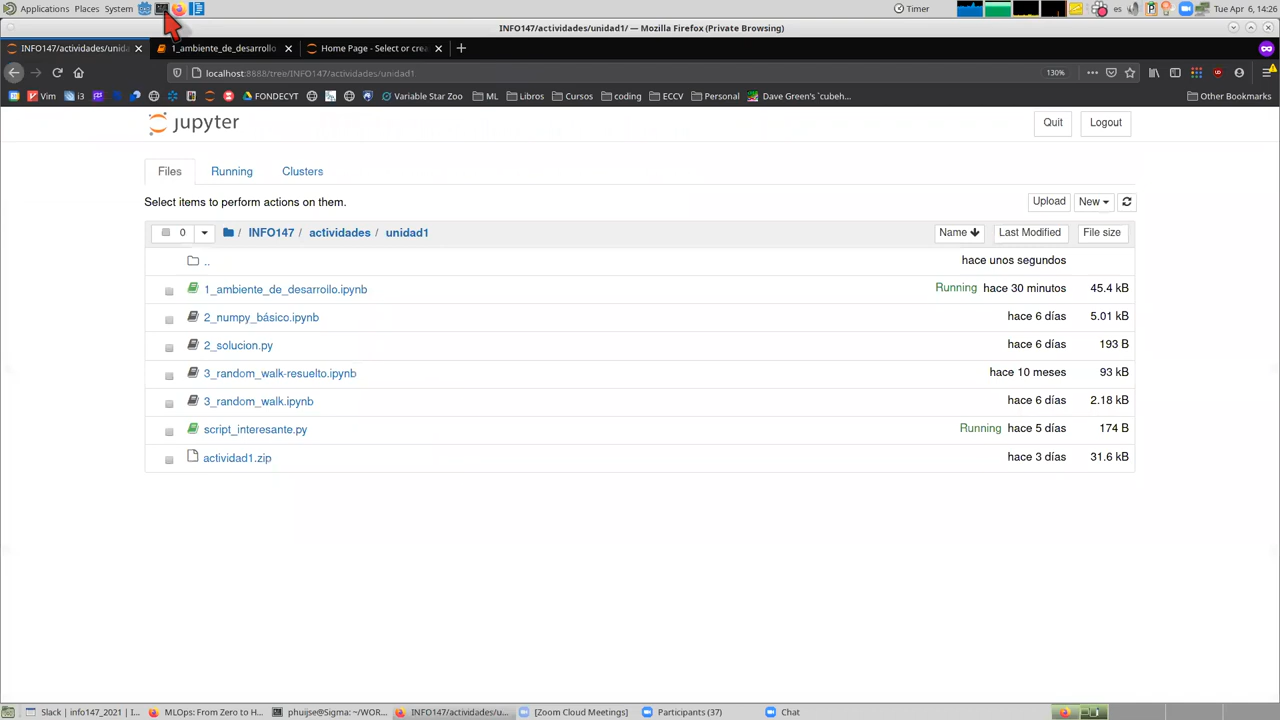 Applications Places System Timer es Tue Apr 6, 14:26
INFO147/actividades/unidad1/ — Mozilla Firefox (Private Browsing)
INFO147/actividades/unida 1_ambiente_de_desarrollo Home Page - Select or crea
localhost:8888/tree/INFO147/actividades/unidad1 130%
Vim i3 FONDECYT Variable Star Zoo ML Libros Cursos coding ECCV Personal Dave Green's 'cubeh... Other Bookmarks
jupyter Quit Logout
Files Running Clusters
Select items to perform actions on them. Upload New
0 / INFO147 / actividades / unidad1 Name Last Modified File size
.. hace unos segundos
1_ambiente_de_desarrollo.ipynb Running hace 30 minutos 45.4 kB
2_numpy_básico.ipynb hace 6 días 5.01 kB
2_solucion.py hace 6 días 193 B
3_random_walk-resuelto.ipynb hace 10 meses 93 kB
3_random_walk.ipynb hace 6 días 2.18 kB
script_interesante.py Running hace 5 días 174 B
actividad1.zip hace 3 días 31.6 kB
Slack | info147_2021 | I... MLOps: From Zero to H... phuijse@Sigma: ~/WOR... INFO147/actividades/u... [Zoom Cloud Meetings] Participants (37) Chat